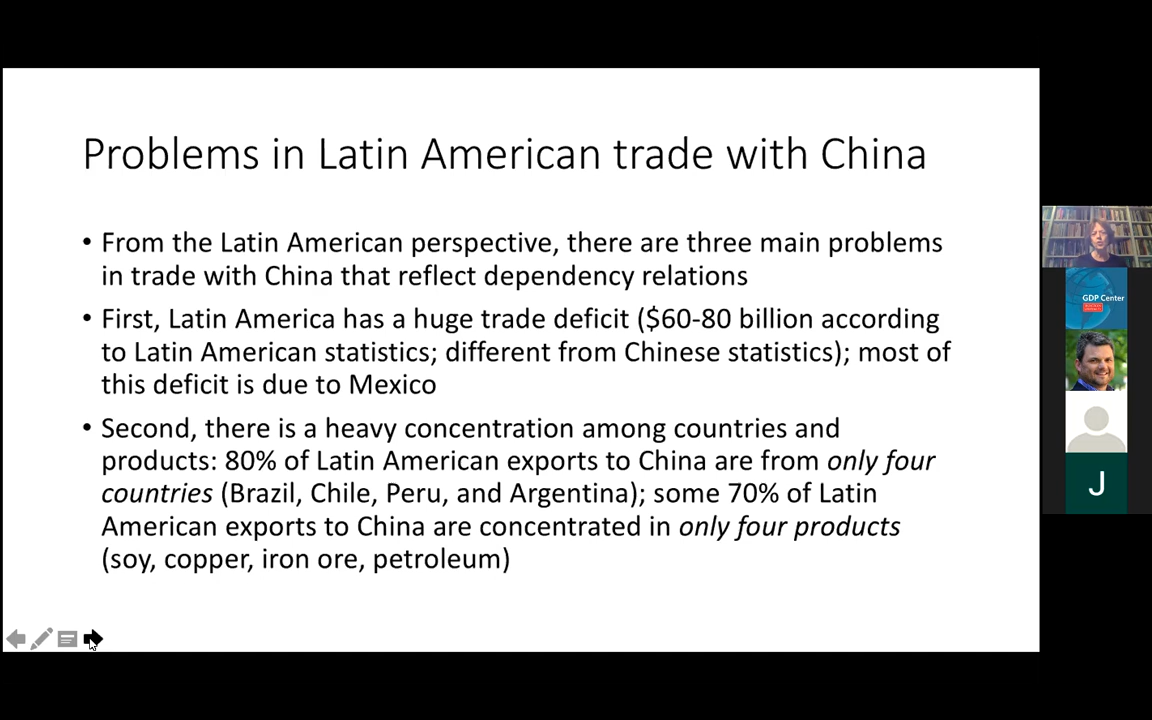 Problems in Latin American trade with China
• From the Latin American perspective, there are three main problems
in trade with China that reflect dependency relations
• First, Latin America has a huge trade deficit ($60-80 billion according
to Latin American statistics; different from Chinese statistics); most of
this deficit is due to Mexico
• Second, there is a heavy concentration among countries and
products: 80% of Latin American exports to China are from only four
countries (Brazil, Chile, Peru, and Argentina); some 70% of Latin
American exports to China are concentrated in only four products
(soy, copper, iron ore, petroleum)
GDP Center
J